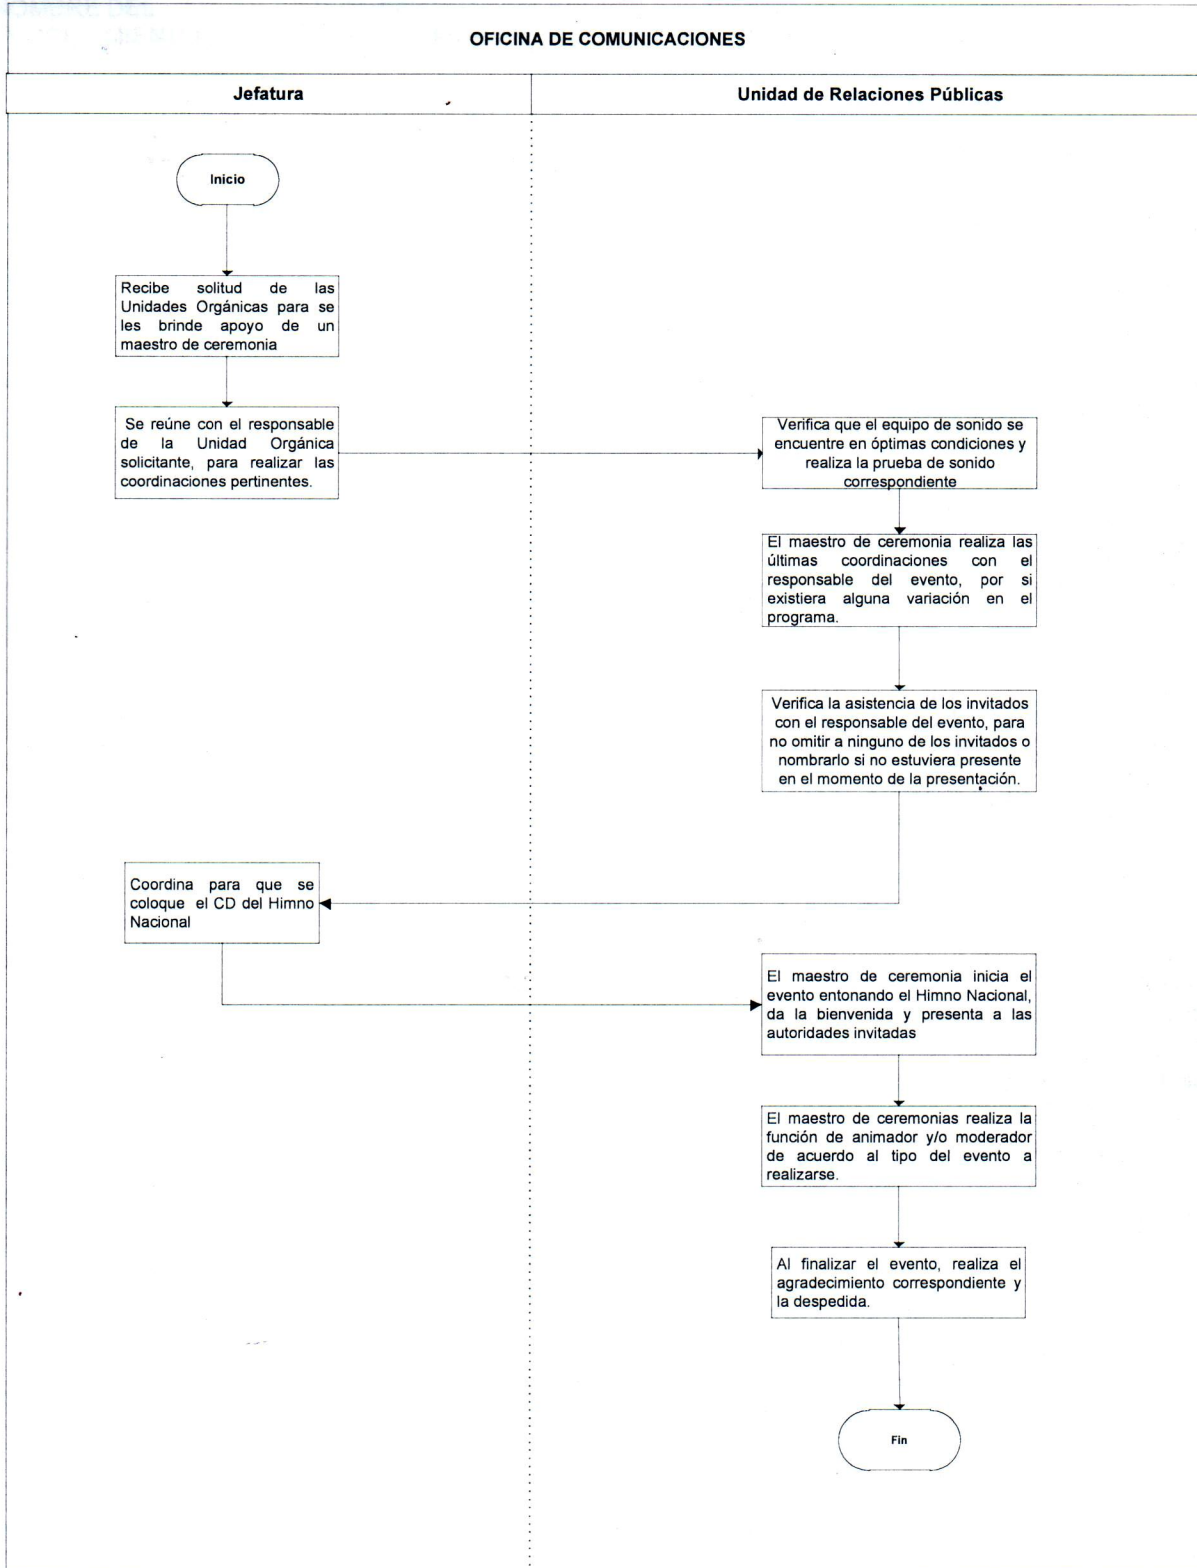 OFICINA DE COMUNICACIONES
Jefatura
Unidad de Relaciones Públicas
Inicio
Recibe solitud de las
Unidades Orgánicas para se
les brinde apoyo de un
maestro de ceremonia
Se reúne con el responsable
de la Unidad Orgánica
solicitante, para realizar las
coordinaciones pertinentes.
Verifica que el equipo de sonido se
encuentre en óptimas condiciones y
realiza la prueba de sonido
correspondiente
El maestro de ceremonia realiza las
últimas coordinaciones con el
responsable del evento, por si
existiera alguna variación en el
programa.
Verifica la asistencia de los invitados
con el responsable del evento, para
no omitir a ninguno de los invitados o
nombrarlo si no estuviera presente
en el momento de la presentación.
Coordina para que se
coloque el CD del Himno
Nacional
El maestro de ceremonia inicia el
evento entonando el Himno Nacional,
da la bienvenida y presenta a las
autoridades invitadas
El maestro de ceremonias realiza la
función de animador y/o moderador
de acuerdo al tipo del evento a
realizarse.
Al finalizar el evento, realiza el
agradecimiento correspondiente y
la despedida.
Fin